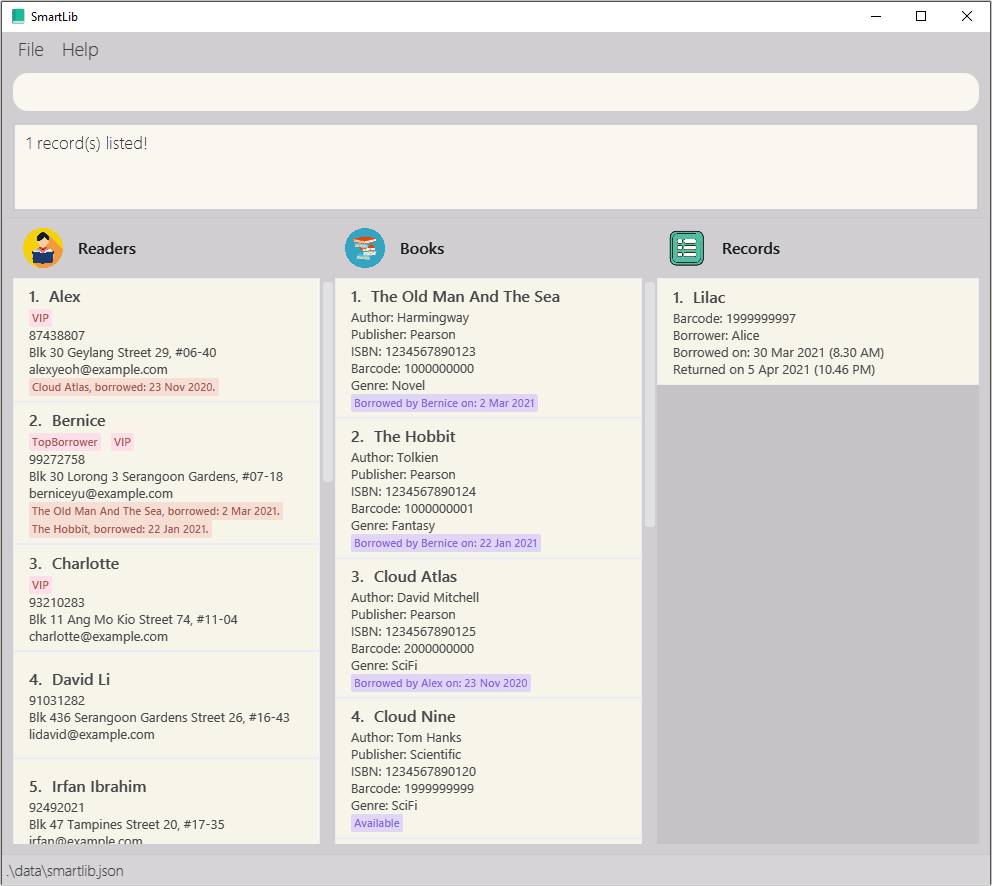 SmartLib
File Help
1 record(s) listed!
Readers
1. Alex
VIP
87438807
Blk 30 Geylang Street 29, #06-40
alexyeoh@example.com
Cloud Atlas, borrowed: 23 Nov 2020.
2. Bernice
TopBorrower VIP
99272758
Blk 30 Lorong 3 Serangoon Gardens, #07-18
berniceyu@example.com
The Old Man And The Sea, borrowed: 2 Mar 2021.
The Hobbit, borrowed: 22 Jan 2021.
3. Charlotte
VIP
93210283
Blk 11 Ang Mo Kio Street 74, #11-04
charlotte@example.com
4. David Li
91031282
Blk 436 Serangoon Gardens Street 26, #16-43
lidavid@example.com
5. Irfan Ibrahim
92492021
Blk 47 Tampines Street 20, #17-35
irfan@example.com
Books
1. The Old Man And The Sea
Author: Harmingway
Publisher: Pearson
ISBN: 1234567890123
Barcode: 1000000000
Genre: Novel
Borrowed by Bernice on: 2 Mar 2021
2. The Hobbit
Author: Tolkien
Publisher: Pearson
ISBN: 1234567890124
Barcode: 1000000001
Genre: Fantasy
Borrowed by Bernice on: 22 Jan 2021
3. Cloud Atlas
Author: David Mitchell
Publisher: Pearson
ISBN: 1234567890125
Barcode: 2000000000
Genre: SciFi
Borrowed by Alex on: 23 Nov 2020
4. Cloud Nine
Author: Tom Hanks
Publisher: Scientific
ISBN: 1234567890120
Barcode: 1999999999
Genre: SciFi
Available
Records
1. Lilac
Barcode: 1999999997
Borrower: Alice
Borrowed on: 30 Mar 2021 (8.30 AM)
Returned on 5 Apr 2021 (10.46 PM)
.\data\smartlib.json